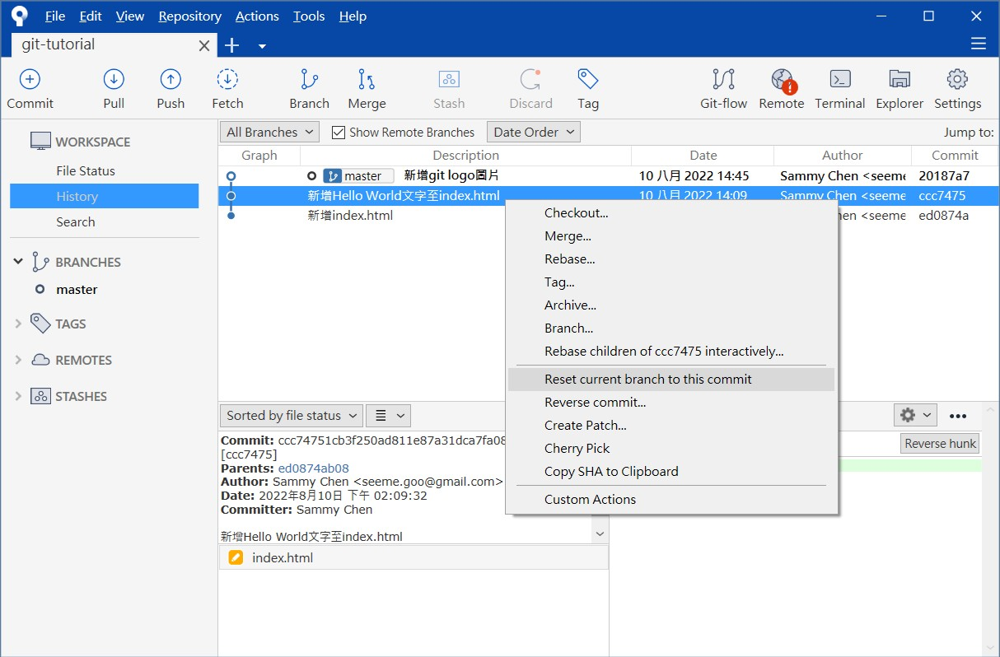 File Edit View Repository Actions Tools Help
git-tutorial
Commit Pull Push Fetch Branch Merge Stash Discard Tag Git-flow Remote Terminal Explorer Settings
WORKSPACE
File Status
History
Search
BRANCHES
master
TAGS
REMOTES
STASHES
All Branches Show Remote Branches Date Order Jump to:
Graph Description Date Author Commit
master 新增git logo圖片 10 八月 2022 14:45 Sammy Chen <seeme 20187a7
新增Hello World文字至index.html 10 八月 2022 14:09 Sammy Chen <seeme ccc7475
新增index.html en <seeme ed0874a
Checkout...
Merge...
Rebase...
Tag...
Archive...
Branch...
Rebase children of ccc7475 interactively...
Reset current branch to this commit
Reverse commit...
Create Patch...
Cherry Pick
Copy SHA to Clipboard
Custom Actions
Sorted by file status
Reverse hunk
Commit: ccc74751cb3f250ad811e87a31dca7fa08
[ccc7475]
Parents: ed0874ab08
Author: Sammy Chen <seeme.goo@gmail.com>
Date: 2022年8月10日 下午 02:09:32
Committer: Sammy Chen
新增Hello World文字至index.html
index.html